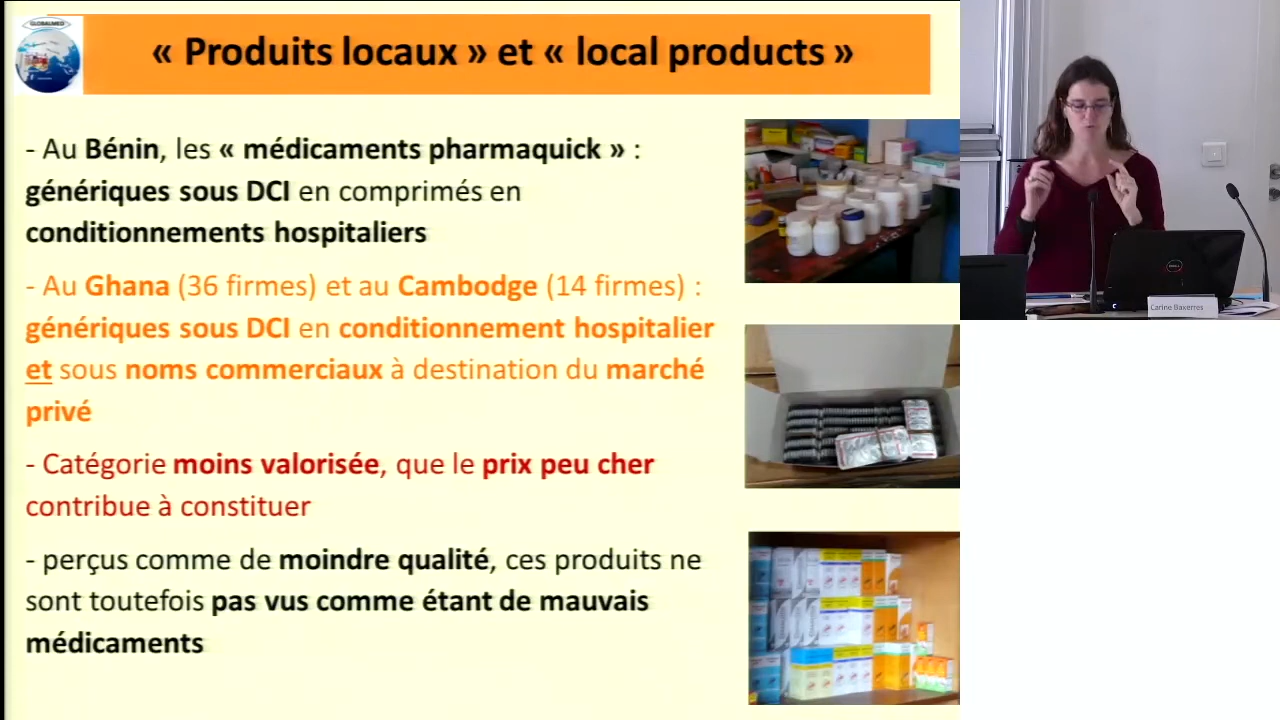 GLOBALMED
« Produits locaux » et « local products »
- Au Bénin, les « médicaments pharmaquick » :
génériques sous DCI en comprimés en
conditionnements hospitaliers
- Au Ghana (36 firmes) et au Cambodge (14 firmes) :
génériques sous DCI en conditionnement hospitalier
et sous noms commerciaux à destination du marché
privé
- Catégorie moins valorisée, que le prix peu cher
contribue à constituer
- perçus comme de moindre qualité, ces produits ne
sont toutefois pas vus comme étant de mauvais
médicaments
DELL
Carine Baxerres